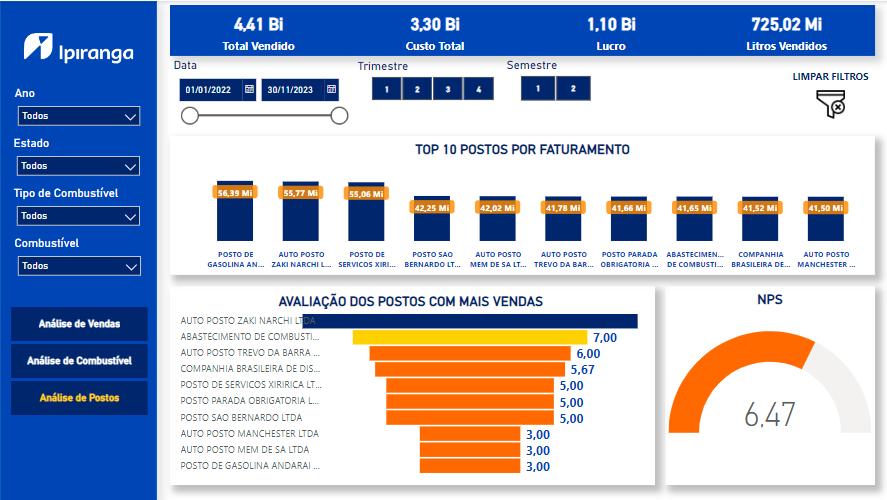 Ipiranga
Ano
Todos
Estado
Todos
Tipo de Combustível
Todos
Combustível
Todos
Análise de Vendas
Análise de Combustível
Análise de Postos
4,41 Bi
Total Vendido
3,30 Bi
Custo Total
1,10 Bi
Lucro
725,02 Mi
Litros Vendidos
Data
01/01/2022
30/11/2023
Trimestre
1 2 3 4
Semestre
1 2
LIMPAR FILTROS
TOP 10 POSTOS POR FATURAMENTO
56,39 Mi 55,77 Mi 55,06 Mi 42,25 Mi 42,02 Mi 41,78 Mi 41,66 Mi 41,65 Mi 41,52 Mi 41,50 Mi
POSTO DE
GASOLINA AN...
AUTO POSTO
ZAKI NARCHI L...
POSTO DE
SERVICOS XIRI...
POSTO SAO
BERNARDO LT...
AUTO POSTO
MEM DE SA LT...
AUTO POSTO
TREVO DA BAR...
POSTO PARADA
OBRIGATORIA ...
ABASTECIMEN...
DE COMBUSTI...
COMPANHIA
BRASILEIRA DE...
AUTO POSTO
MANCHESTER ...
AVALIAÇÃO DOS POSTOS COM MAIS VENDAS
AUTO POSTO ZAKI NARCHI LTDA
ABASTECIMENTO DE COMBUSTI... 7,00
AUTO POSTO TREVO DA BARRA ... 6,00
COMPANHIA BRASILEIRA DE DIS... 5,67
POSTO DE SERVICOS XIRIRICA LT... 5,00
POSTO PARADA OBRIGATORIA L... 5,00
POSTO SAO BERNARDO LTDA 5,00
AUTO POSTO MANCHESTER LTDA 3,00
AUTO POSTO MEM DE SA LTDA 3,00
POSTO DE GASOLINA ANDARAI ... 3,00
NPS
6,47